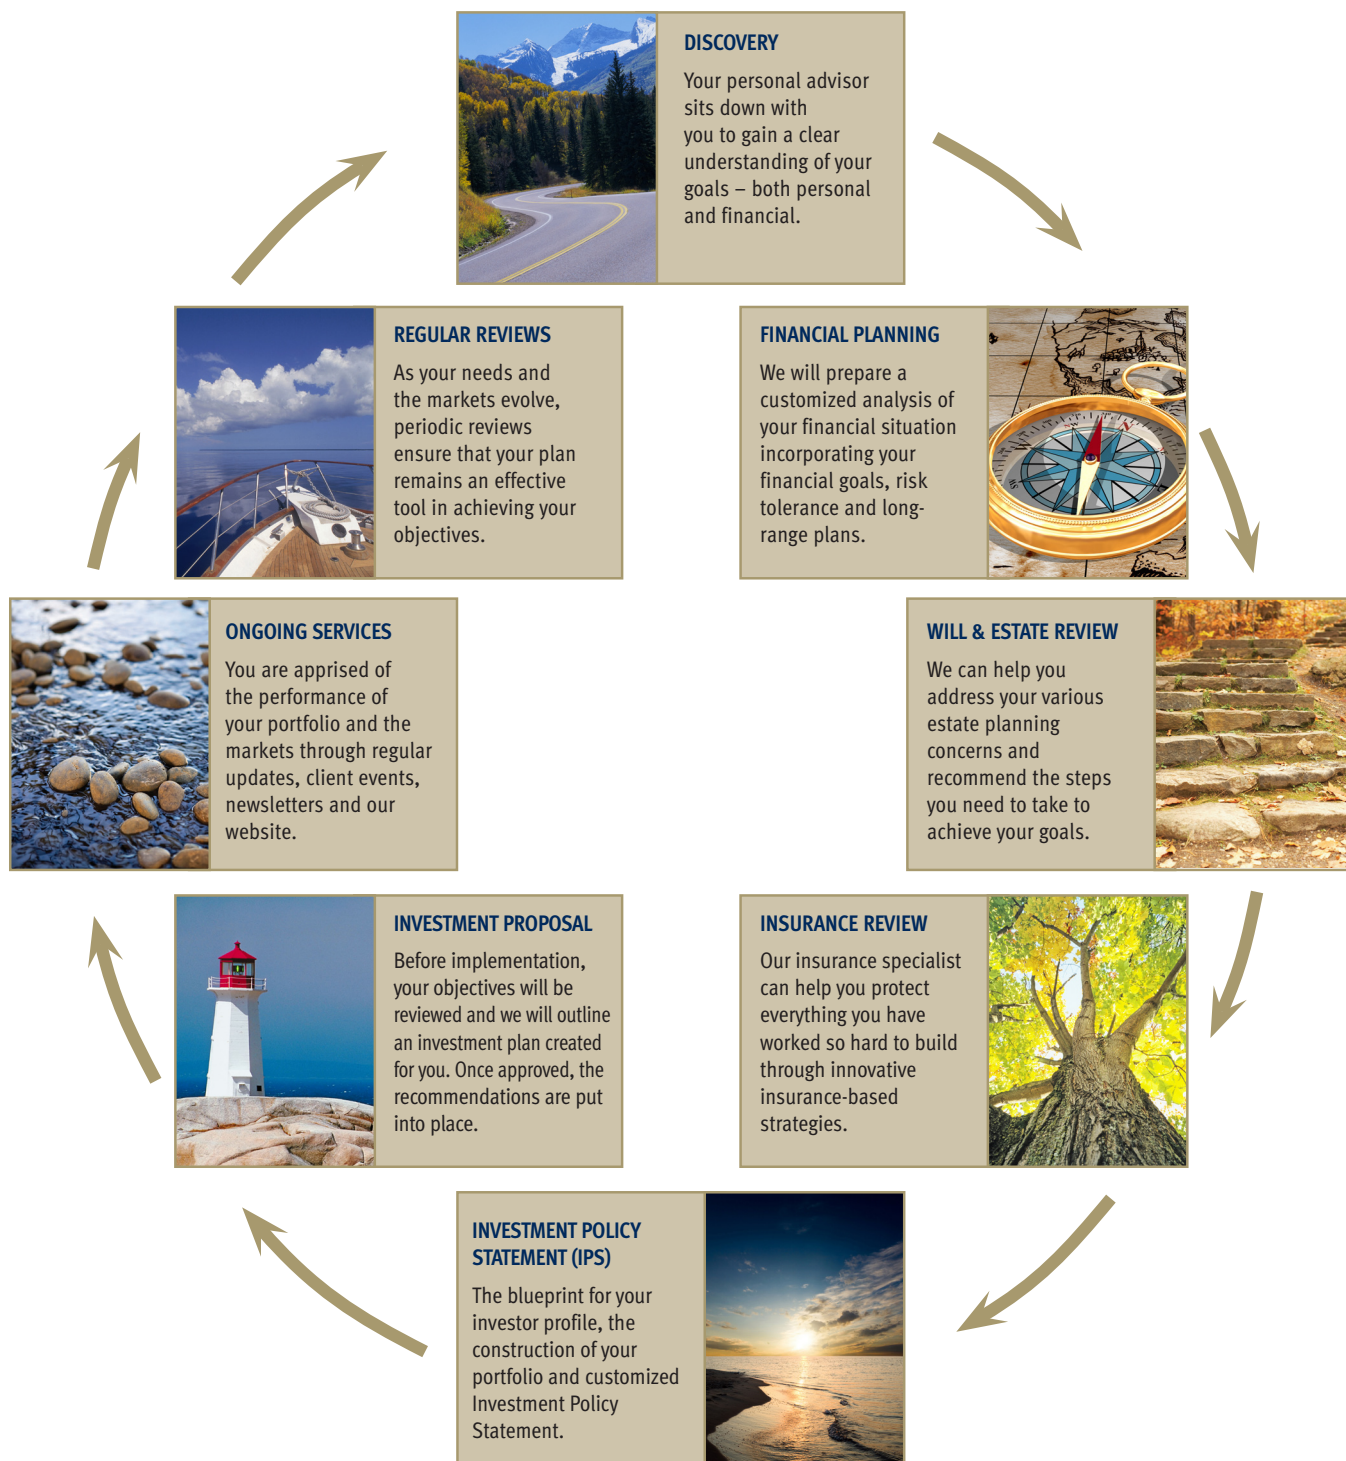 DISCOVERY
Your personal advisor
sits down with
you to gain a clear
understanding of your
goals – both personal
and financial.
FINANCIAL PLANNING
We will prepare a
customized analysis of
your financial situation
incorporating your
financial goals, risk
tolerance and long-
range plans.
WILL & ESTATE REVIEW
We can help you
address your various
estate planning
concerns and
recommend the steps
you need to take to
achieve your goals.
INSURANCE REVIEW
Our insurance specialist
can help you protect
everything you have
worked so hard to build
through innovative
insurance-based
strategies.
INVESTMENT POLICY
STATEMENT (IPS)
The blueprint for your
investor profile, the
construction of your
portfolio and customized
Investment Policy
Statement.
INVESTMENT PROPOSAL
Before implementation,
your objectives will be
reviewed and we will outline
an investment plan created
for you. Once approved, the
recommendations are put
into place.
ONGOING SERVICES
You are apprised of
the performance of
your portfolio and the
markets through regular
updates, client events,
newsletters and our
website.
REGULAR REVIEWS
As your needs and
the markets evolve,
periodic reviews
ensure that your plan
remains an effective
tool in achieving your
objectives.